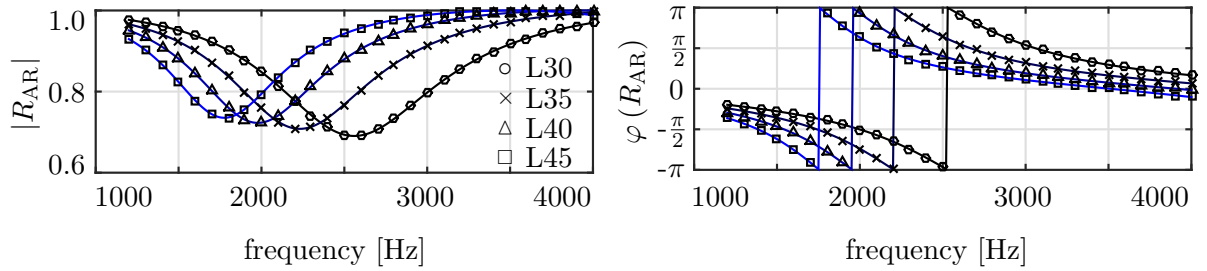 |R_AR|
1.0
0.8
0.6
L30
L35
L40
L45
1000 2000 3000 4000
frequency [Hz]
φ (R_AR)
π
π/2
0
-π/2
-π
1000 2000 3000 4000
frequency [Hz]